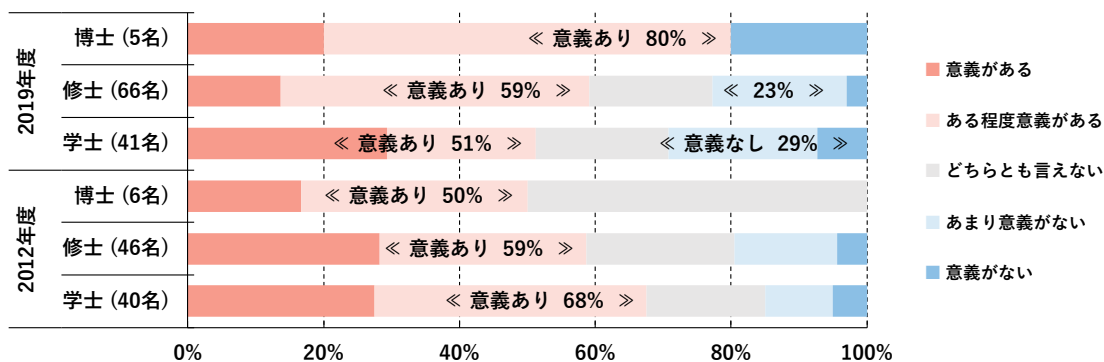 2019年度
博士 (5名)
≪ 意義あり 80% ≫
修士 (66名)
≪ 意義あり 59% ≫
≪ 23% ≫
学士 (41名)
≪ 意義あり 51% ≫
≪ 意義なし 29% ≫
2012年度
博士 (6名)
≪ 意義あり 50% ≫
修士 (46名)
≪ 意義あり 59% ≫
学士 (40名)
≪ 意義あり 68% ≫
0% 20% 40% 60% 80% 100%
意義がある
ある程度意義がある
どちらとも言えない
あまり意義がない
意義がない